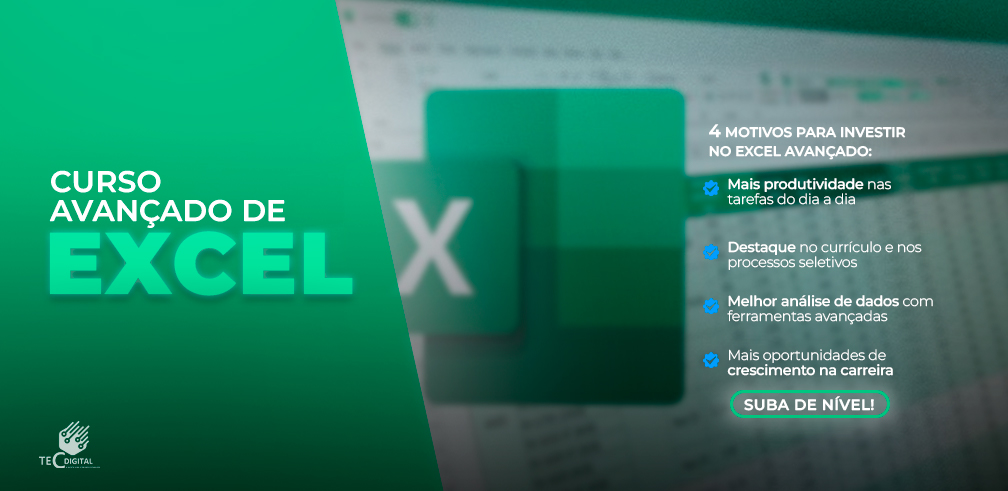 CURSO
AVANÇADO DE
EXCEL
TEC DIGITAL
X
4 MOTIVOS PARA INVESTIR
NO EXCEL AVANÇADO:
Mais produtividade nas
tarefas do dia a dia
Destaque no currículo e nos
processos seletivos
Melhor análise de dados com
ferramentas avançadas
Mais oportunidades de
crescimento na carreira
SUBA DE NÍVEL!